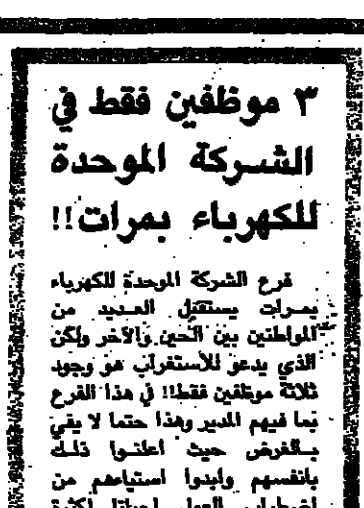 ٣ موظفين فقط في
الشركة الموحدة
للكهرباء بمرات!!
فرع الشركة الموحدة للكهرباء
بمرات يستقبل العديد من
المواطنين بين الحين والآخر ولكن
الذي يدعو للأستغراب هو وجود
ثلاثة موظفين فقط!! في هذا الفرع
بما فيهم المدير وهذا حتما لا يفي
بالغرض حيث اعلنوا ذلك
بانفسهم وابدوا استياءهم من